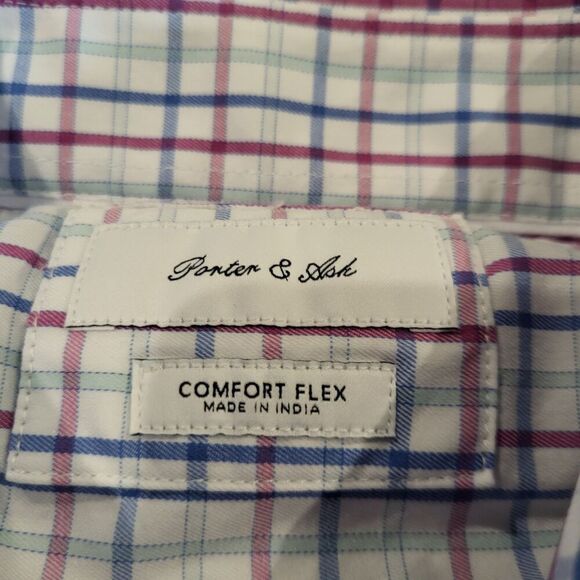 Porter & Ash
COMFORT FLEX
MADE IN INDIA